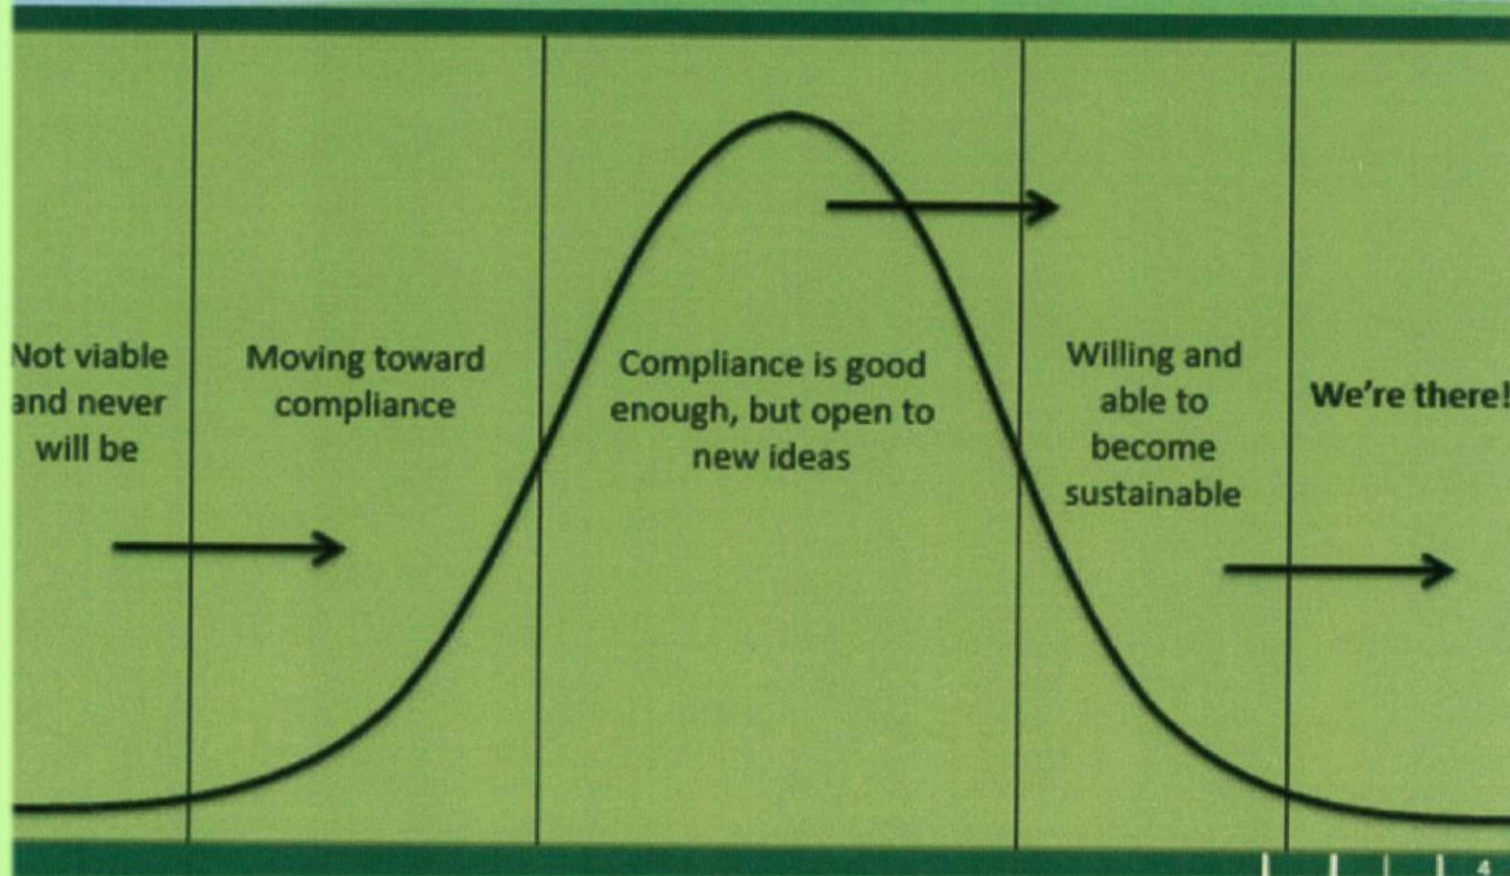 Not viable
and never
will be
Moving toward
compliance
Compliance is good
enough, but open to
new ideas
Willing and
able to
become
sustainable
We're there!
4